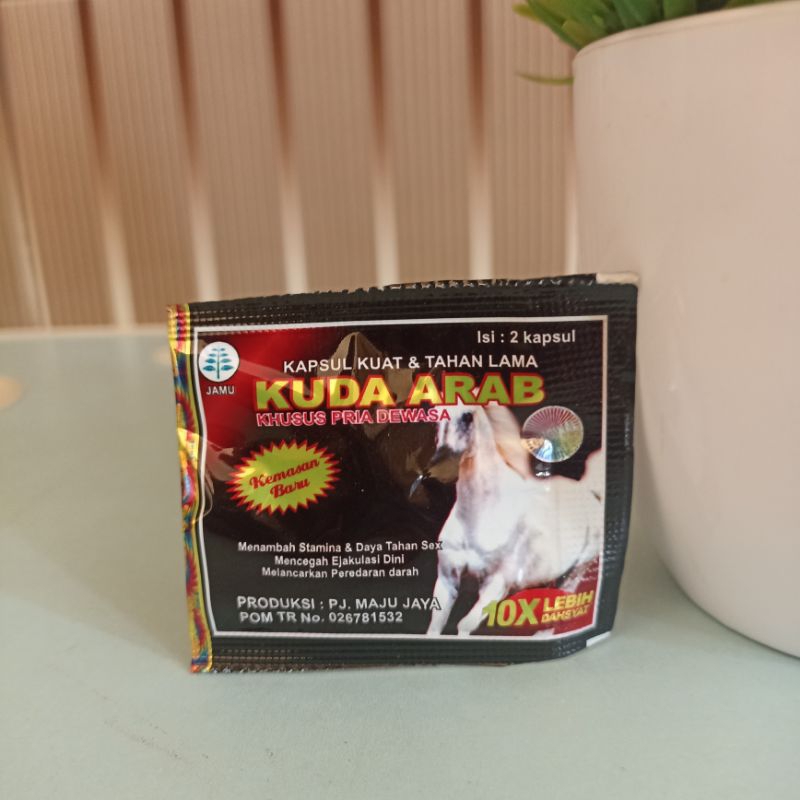 Isi : 2 kapsul
JAMU
KAPSUL KUAT & TAHAN LAMA
KUDA ARAB
KHUSUS PRIA DEWASA
Kemasan
Baru
Menambah Stamina & Daya Tahan Sex
Mencegah Ejakulasi Dini
Melancarkan Peredaran darah
PRODUKSI : PJ. MAJU JAYA
POM TR No. 026781532
10X LEBIH
DAHSYAT